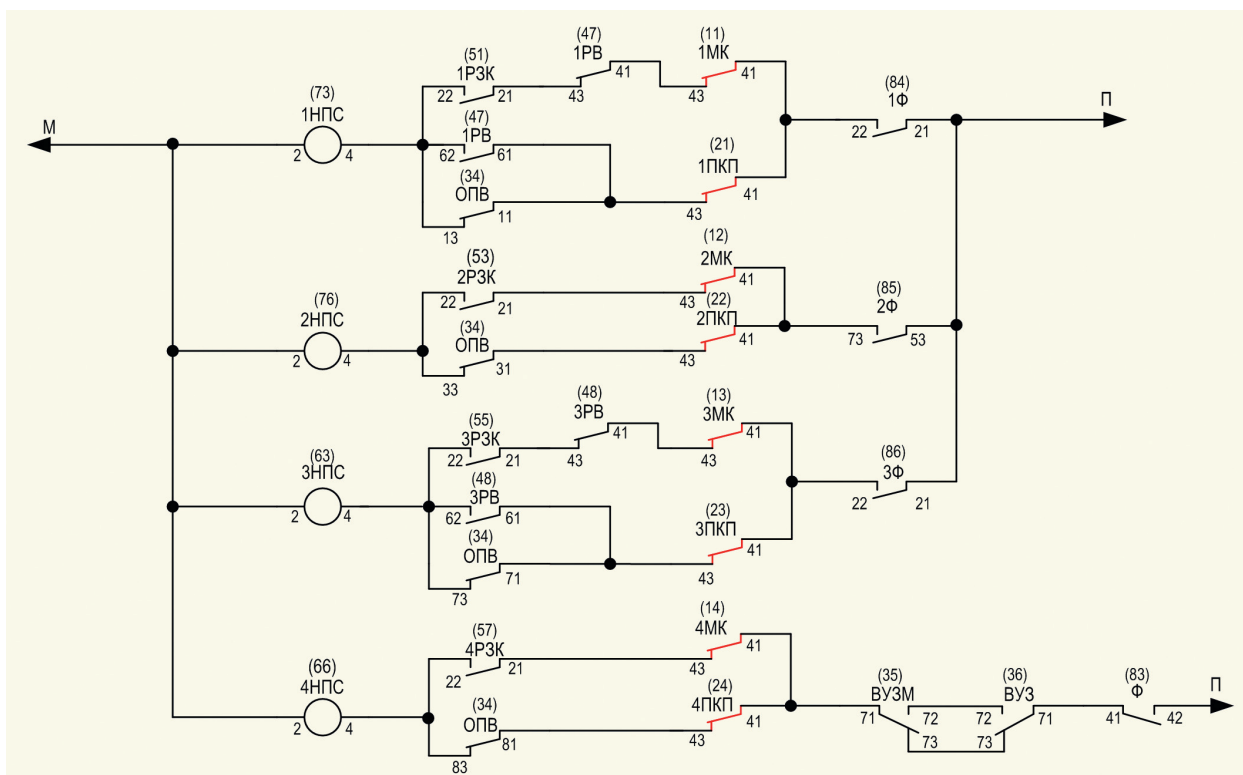 (47)
(11)
(51)
1РВ
1МК
(73)
1РЗК
41
41
(84)
М
1НПС
22
21
43
43
1Ф
П
(47)
1РВ
22
21
2
4
62
61
(21)
(34)
1ПКП
ОПВ
41
11
43
13
(12)
(53)
2МК
2РЗК
41
(76)
22
21
43
(22)
(85)
2НПС
(34)
2ПКП
2Ф
ОПВ
41
73
53
2
4
31
43
33
(48)
(13)
3РВ
3МК
(55)
41
41
3РЗК
(86)
(63)
22
21
43
43
3Ф
3НПС
(48)
3РВ
22
21
2
4
62
61
(23)
(34)
3ПКП
ОПВ
41
71
43
73
(14)
(57)
4МК
4РЗК
41
(66)
22
21
43
(35)
(36)
(83)
4НПС
(34)
(24)
ВУЗМ
ВУЗ
Ф
П
ОПВ
4ПКП
2
4
41
71
72
72
71
41
42
81
43
73
73
83